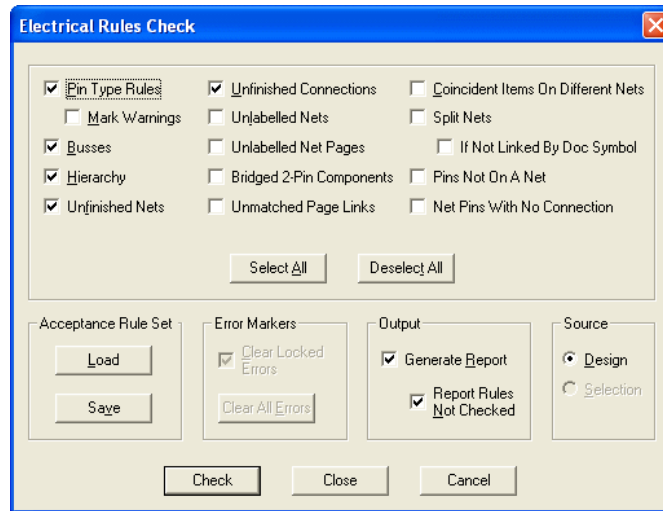 Electrical Rules Check
Pin Type Rules
Mark Warnings
Busses
Hierarchy
Unfinished Nets
Unfinished Connections
Unlabelled Nets
Unlabelled Net Pages
Bridged 2-Pin Components
Unmatched Page Links
Coincident Items On Different Nets
Split Nets
If Not Linked By Doc Symbol
Pins Not On A Net
Net Pins With No Connection
Select All
Deselect All
Acceptance Rule Set
Load
Save
Error Markers
Clear Locked
Errors
Clear All Errors
Output
Generate Report
Report Rules
Not Checked
Source
Design
Selection
Check
Close
Cancel